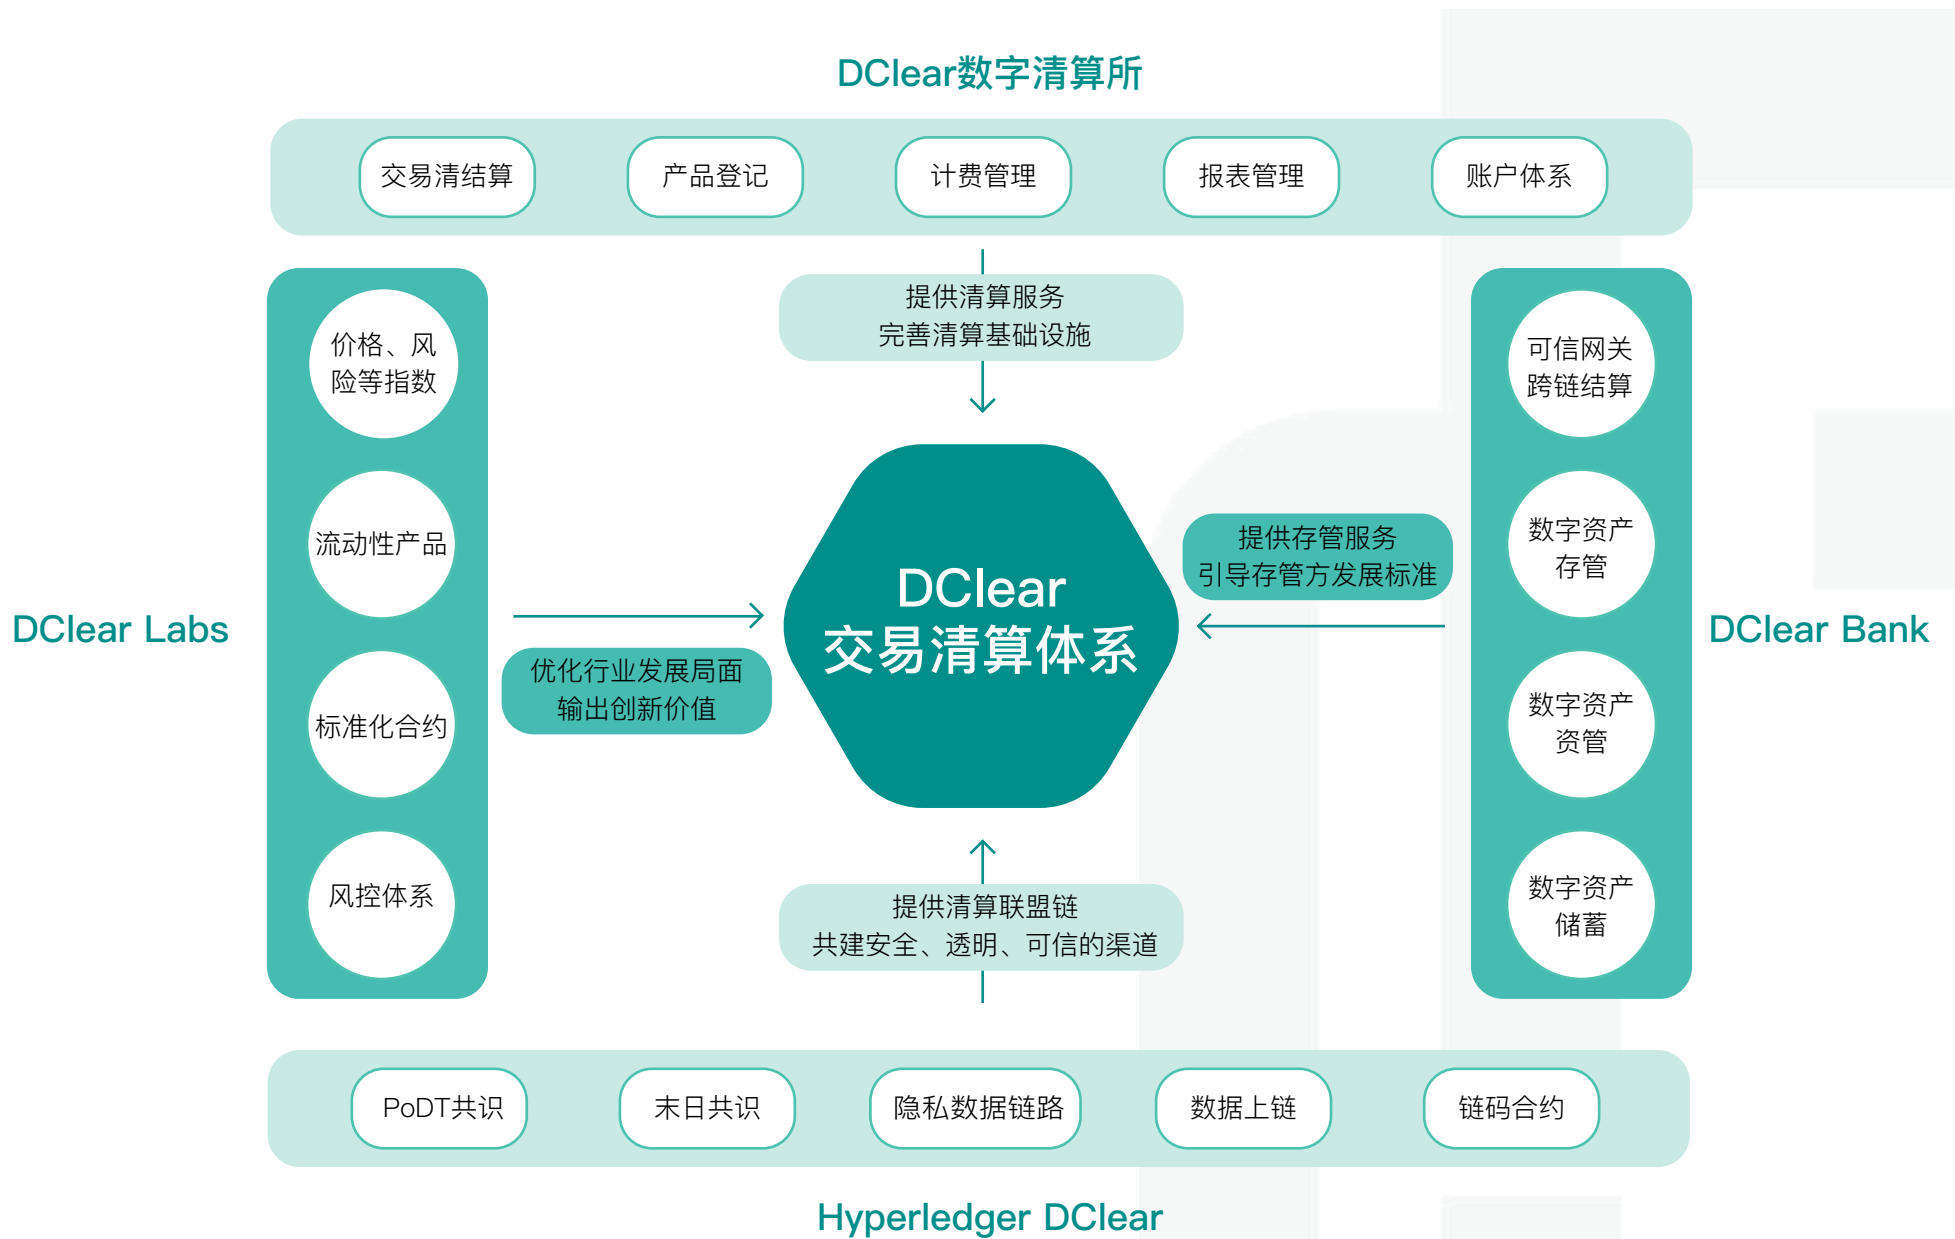 DClear数字清算所
交易清结算
产品登记
计费管理
报表管理
账户体系
提供清算服务
完善清算基础设施
价格、风
险等指数
流动性产品
标准化合约
风控体系
DClear Labs
优化行业发展局面
输出创新价值
DClear
交易清算体系
提供存管服务
引导存管方发展标准
可信网关
跨链结算
数字资产
存管
数字资产
资管
数字资产
储蓄
DClear Bank
提供清算联盟链
共建安全、透明、可信的渠道
PoDT共识
末日共识
隐私数据链路
数据上链
链码合约
Hyperledger DClear